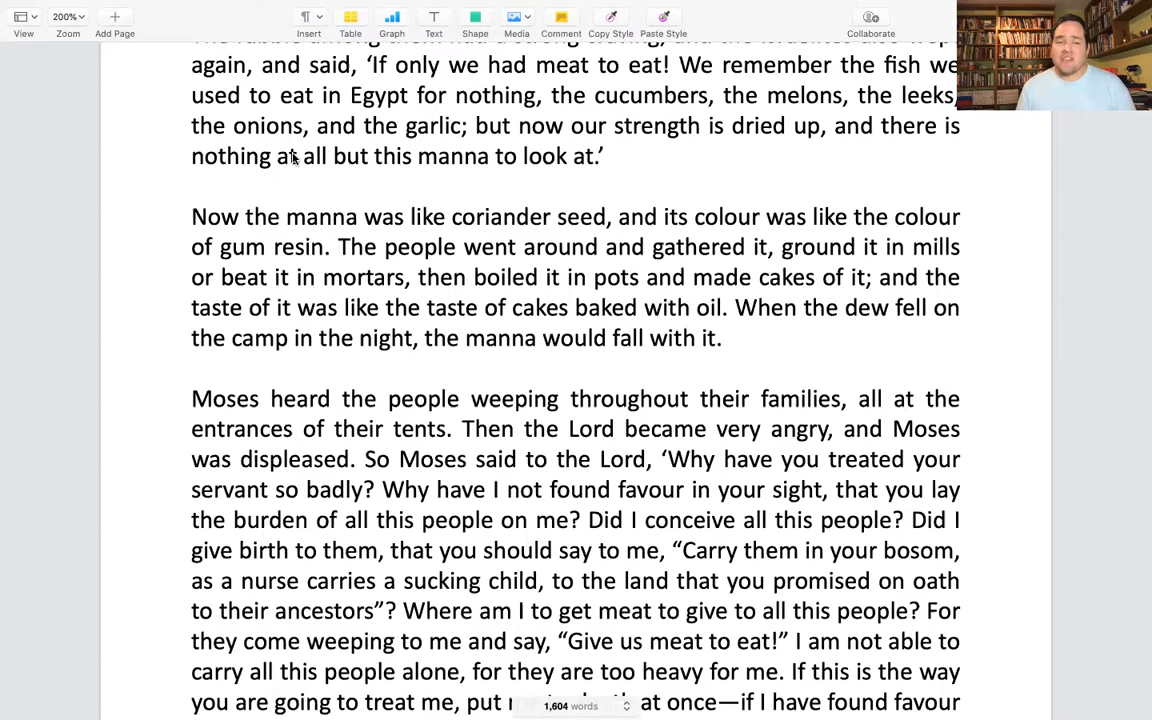 View
200%
Zoom
Add Page
Insert
Table
Graph
Text
Shape
Media
Comment
Copy Style
Paste Style
Collaborate
again, and said, ‘If only we had meat to eat! We remember the fish we
used to eat in Egypt for nothing, the cucumbers, the melons, the leeks,
the onions, and the garlic; but now our strength is dried up, and there is
nothing at all but this manna to look at.’
Now the manna was like coriander seed, and its colour was like the colour
of gum resin. The people went around and gathered it, ground it in mills
or beat it in mortars, then boiled it in pots and made cakes of it; and the
taste of it was like the taste of cakes baked with oil. When the dew fell on
the camp in the night, the manna would fall with it.
Moses heard the people weeping throughout their families, all at the
entrances of their tents. Then the Lord became very angry, and Moses
was displeased. So Moses said to the Lord, ‘Why have you treated your
servant so badly? Why have I not found favour in your sight, that you lay
the burden of all this people on me? Did I conceive all this people? Did I
give birth to them, that you should say to me, “Carry them in your bosom,
as a nurse carries a sucking child, to the land that you promised on oath
to their ancestors”? Where am I to get meat to give to all this people? For
they come weeping to me and say, “Give us meat to eat!” I am not able to
carry all this people alone, for they are too heavy for me. If this is the way
you are going to treat me, put at once—if I have found favour
1,604 words